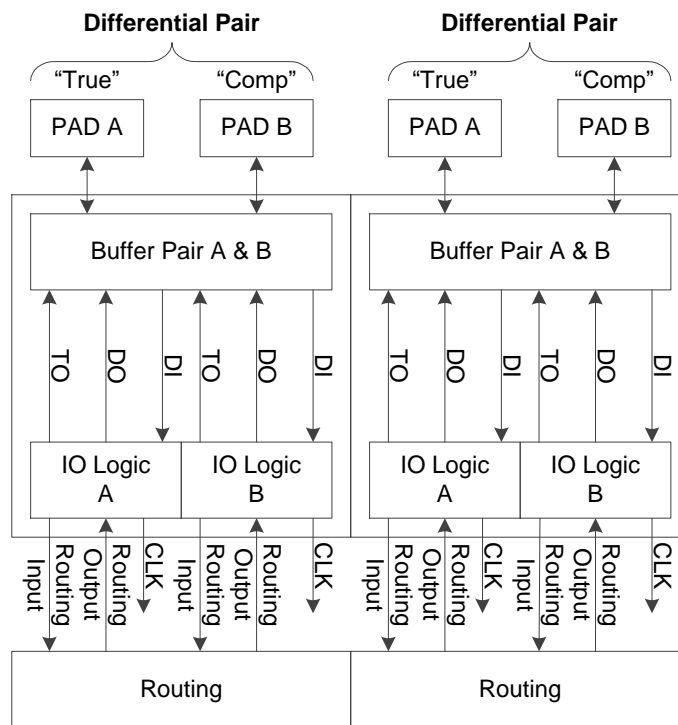 Differential Pair Differential Pair
“True” “Comp” “True” “Comp”
PAD A PAD B PAD A PAD B
Buffer Pair A & B Buffer Pair A & B
TO DO DI TO DO DI TO DO DI TO DO DI
IO Logic IO Logic IO Logic IO Logic
A B A B
Routing Input
Routing Output
CLK
Routing Input
Routing Output
CLK
Routing Input
Routing Output
CLK
Routing Input
Routing Output
CLK
Routing Routing